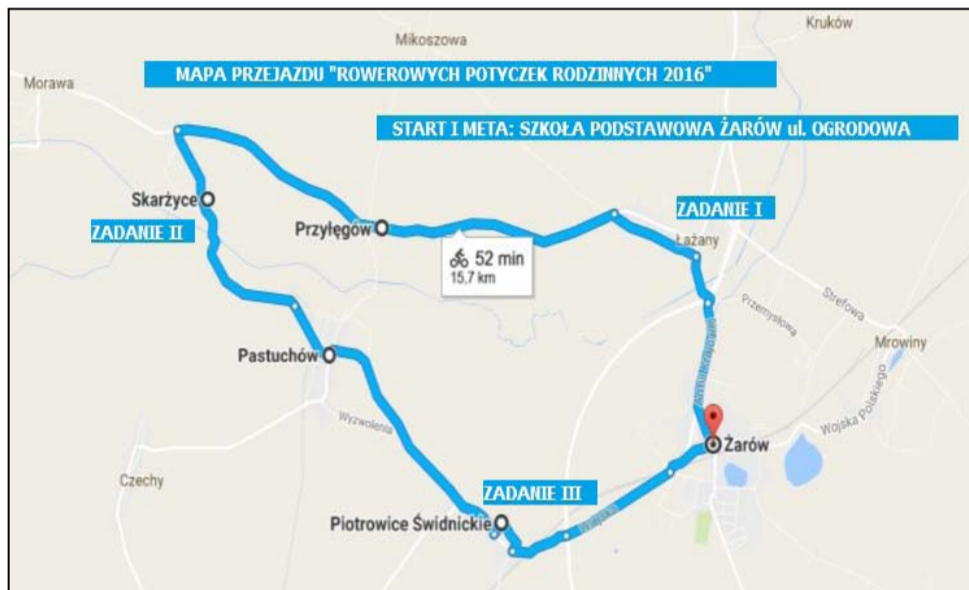 Kruków
Mikoszowa
MAPA PRZEJAZDU "ROWEROWYCH POTYCZEK RODZINNYCH 2016"
Morawa
START I META: SZKOŁA PODSTAWOWA ŻARÓW ul. OGRODOWA
Skarżyce
ZADANIE I
ZADANIE II
Przyłęgów
Łażany
52 min
15,7 km
Strefowa
Przemysłowa
Mrowiny
Pastuchów
Wojska Polskiego
Wyzwolenia
Żarów
Czechy
ZADANIE III
Piotrowice Świdnickie
Wiejska